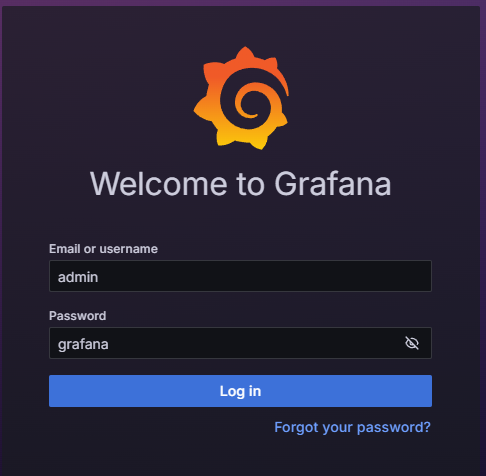 Welcome to Grafana
Email or username
admin
Password
grafana
Log in
Forgot your password?